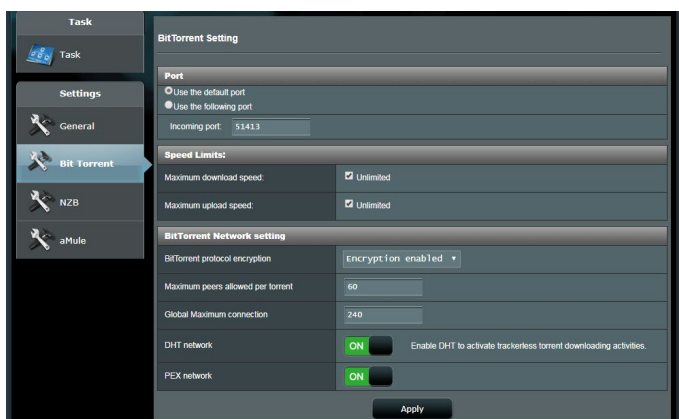 Task
Task
Settings
General
Bit Torrent
NZB
aMule
BitTorrent Setting
Port
Use the default port
Use the following port
Incoming port: 51413
Speed Limits:
Maximum download speed: Unlimited
Maximum upload speed: Unlimited
BitTorrent Network setting
BitTorrent protocol encryption Encryption enabled
Maximum peers allowed per torrent 60
Global Maximum connection 240
DHT network ON Enable DHT to activate trackerless torrent downloading activities.
PEX network ON
Apply